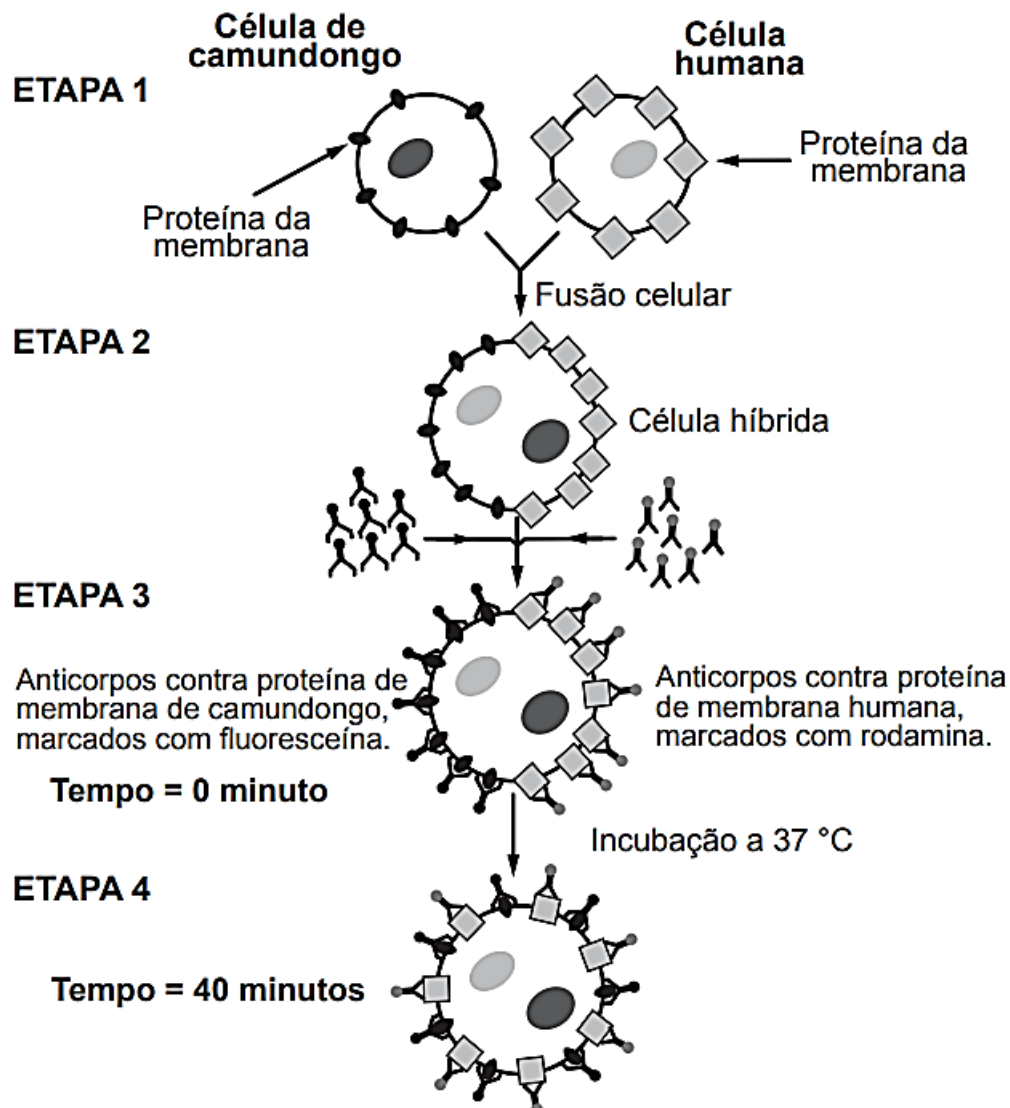 Célula de
camundongo
Célula
humana
ETAPA 1
Proteína da
membrana
Proteína da
membrana
Fusão celular
ETAPA 2
Célula híbrida
ETAPA 3
Anticorpos contra proteína de
membrana de camundongo,
marcados com fluoresceína.
Anticorpos contra proteína
de membrana humana,
marcados com rodamina.
Tempo = 0 minuto
Incubação a 37 °C
ETAPA 4
Tempo = 40 minutos